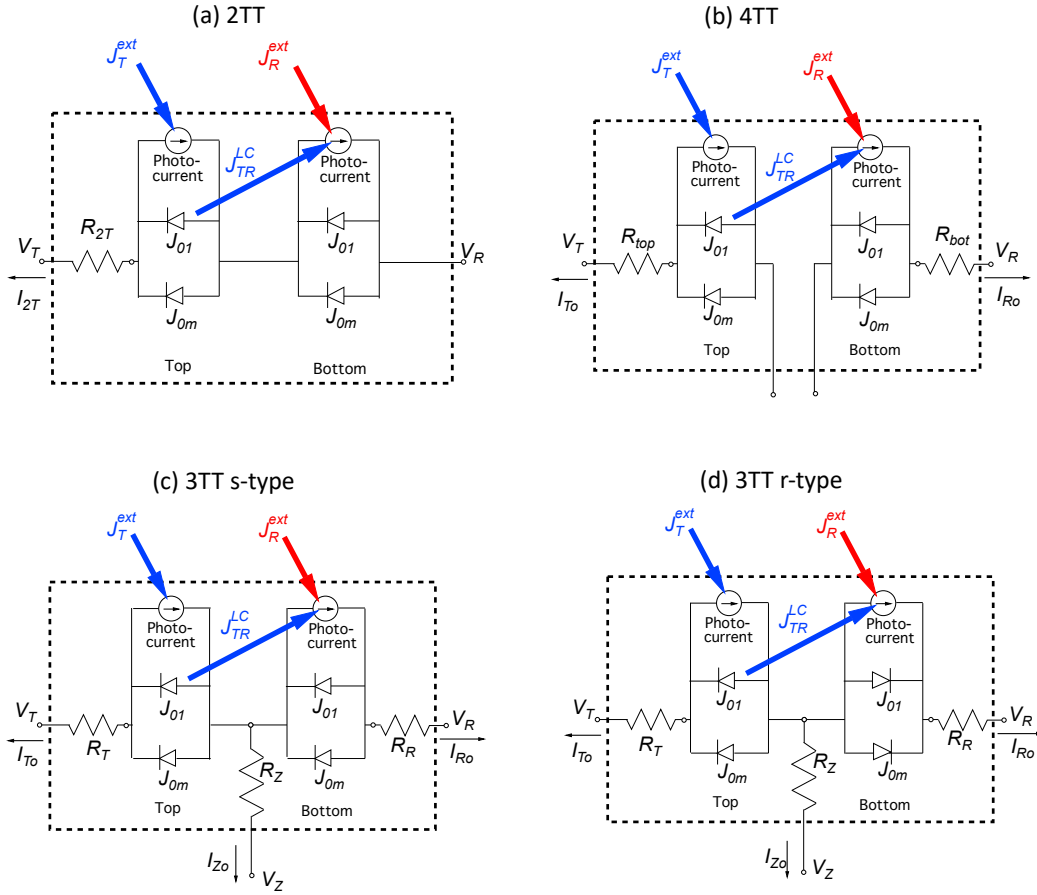 (a) 2TT
J_T^ext
J_R^ext
Photo-
current
J_TR^LC
Photo-
current
J_01
J_01
V_T
R_2T
V_R
I_2T
J_0m
J_0m
Top
Bottom
(b) 4TT
J_T^ext
J_R^ext
Photo-
current
J_TR^LC
Photo-
current
J_01
J_01
V_T
R_top
R_bot
V_R
I_To
J_0m
J_0m
I_Ro
Top
Bottom
(c) 3TT s-type
J_T^ext
J_R^ext
Photo-
current
J_TR^LC
Photo-
current
J_01
J_01
V_T
R_T
R_R
V_R
I_To
J_0m
R_Z
J_0m
I_Ro
Top
Bottom
I_Zo
V_Z
(d) 3TT r-type
J_T^ext
J_R^ext
Photo-
current
J_TR^LC
Photo-
current
J_01
J_01
V_T
R_T
R_R
V_R
I_To
J_0m
R_Z
J_0m
I_Ro
Top
Bottom
I_Zo
V_Z